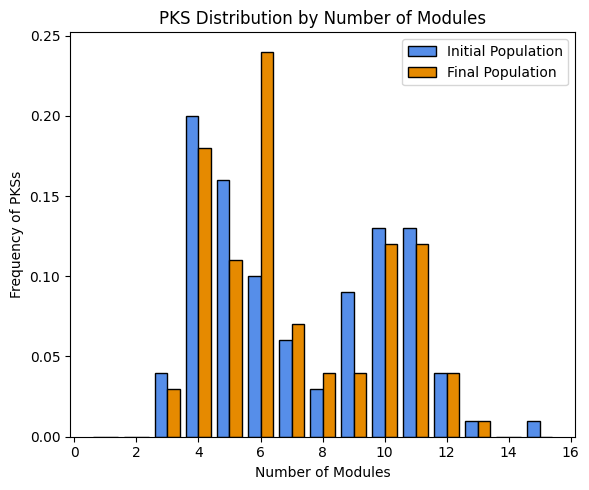 PKS Distribution by Number of Modules
Initial Population
Final Population
Frequency of PKSs
0.25
0.20
0.15
0.10
0.05
0.00
0 2 4 6 8 10 12 14 16
Number of Modules